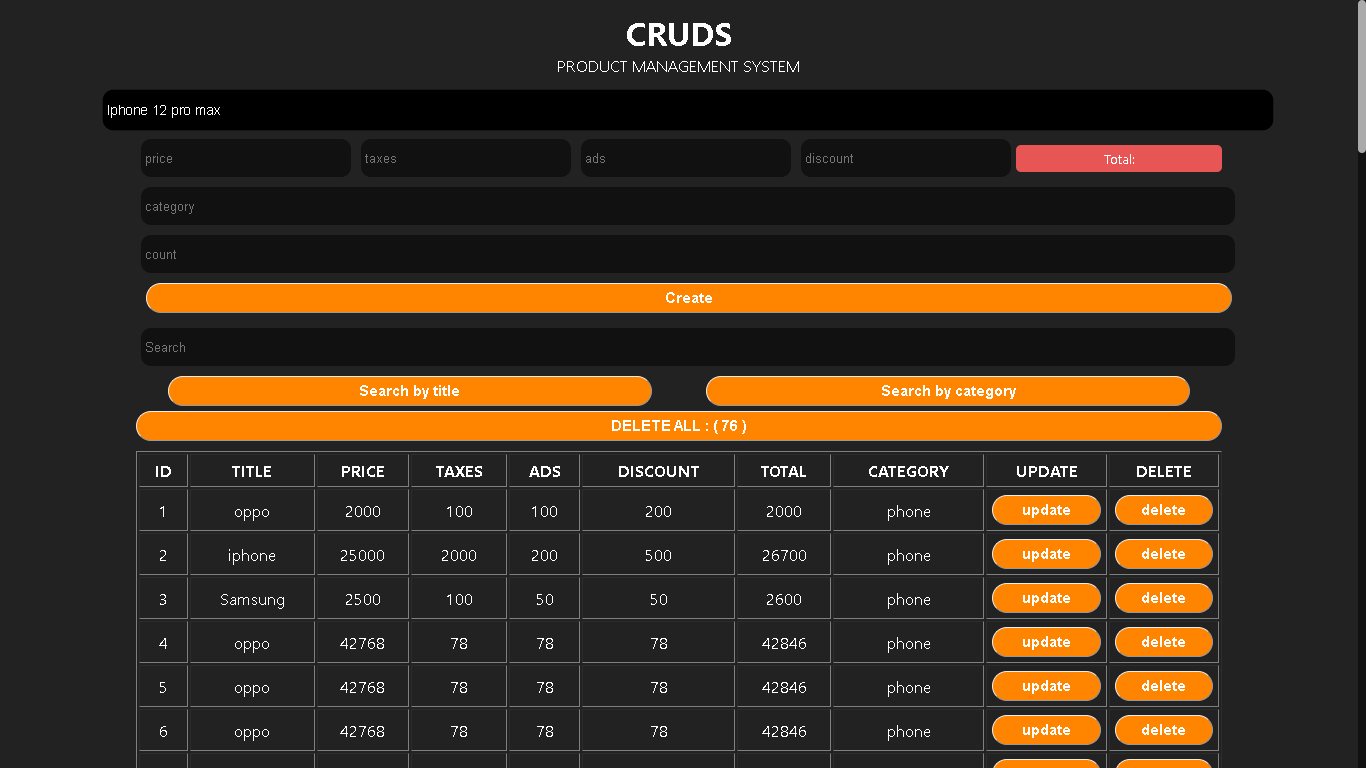 CRUDS
PRODUCT MANAGEMENT SYSTEM
Iphone 12 pro max
price taxes ads discount Total:
category
count
Create
Search
Search by title Search by category
DELETE ALL : ( 76 )
ID TITLE PRICE TAXES ADS DISCOUNT TOTAL CATEGORY UPDATE DELETE
1 oppo 2000 100 100 200 2000 phone update delete
2 iphone 25000 2000 200 500 26700 phone update delete
3 Samsung 2500 100 50 50 2600 phone update delete
4 oppo 42768 78 78 78 42846 phone update delete
5 oppo 42768 78 78 78 42846 phone update delete
6 oppo 42768 78 78 78 42846 phone update delete